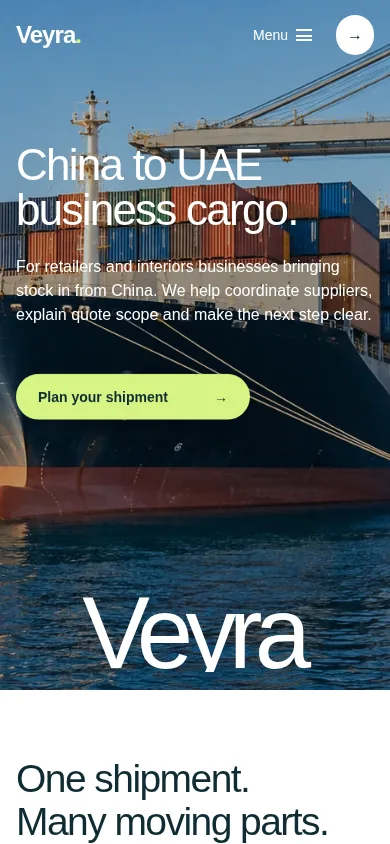 Veyra.
Menu
→
China to UAE
business cargo.
For retailers and interiors businesses bringing
stock in from China. We help coordinate suppliers,
explain quote scope and make the next step clear.
Plan your shipment →
Veyra
One shipment.
Many moving parts.